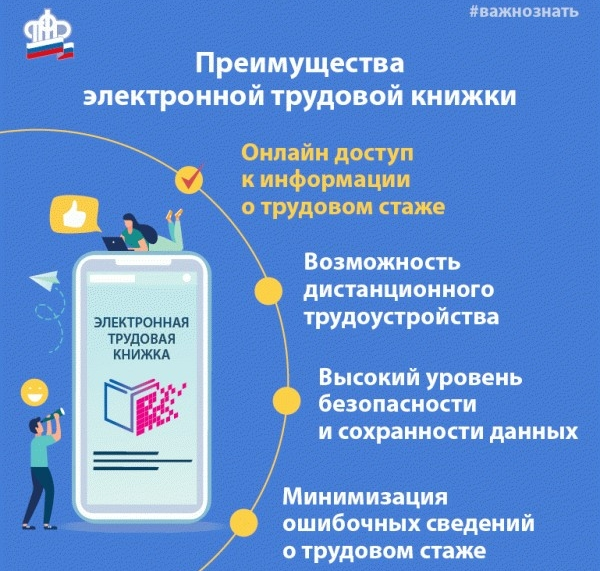 #важнознать
Преимущества
электронной трудовой книжки
Онлайн доступ
к информации
о трудовом стаже
Возможность
дистанционного
трудоустройства
ЭЛЕКТРОННАЯ
ТРУДОВАЯ
КНИЖКА
Высокий уровень
безопасности
и сохранности данных
Минимизация
ошибочных сведений
о трудовом стаже